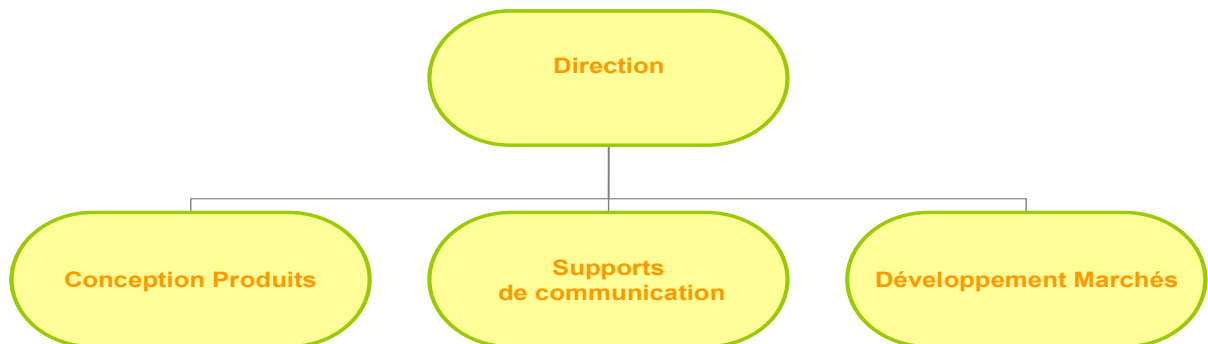 Direction
Conception Produits
Supports
de communication
Développement Marchés